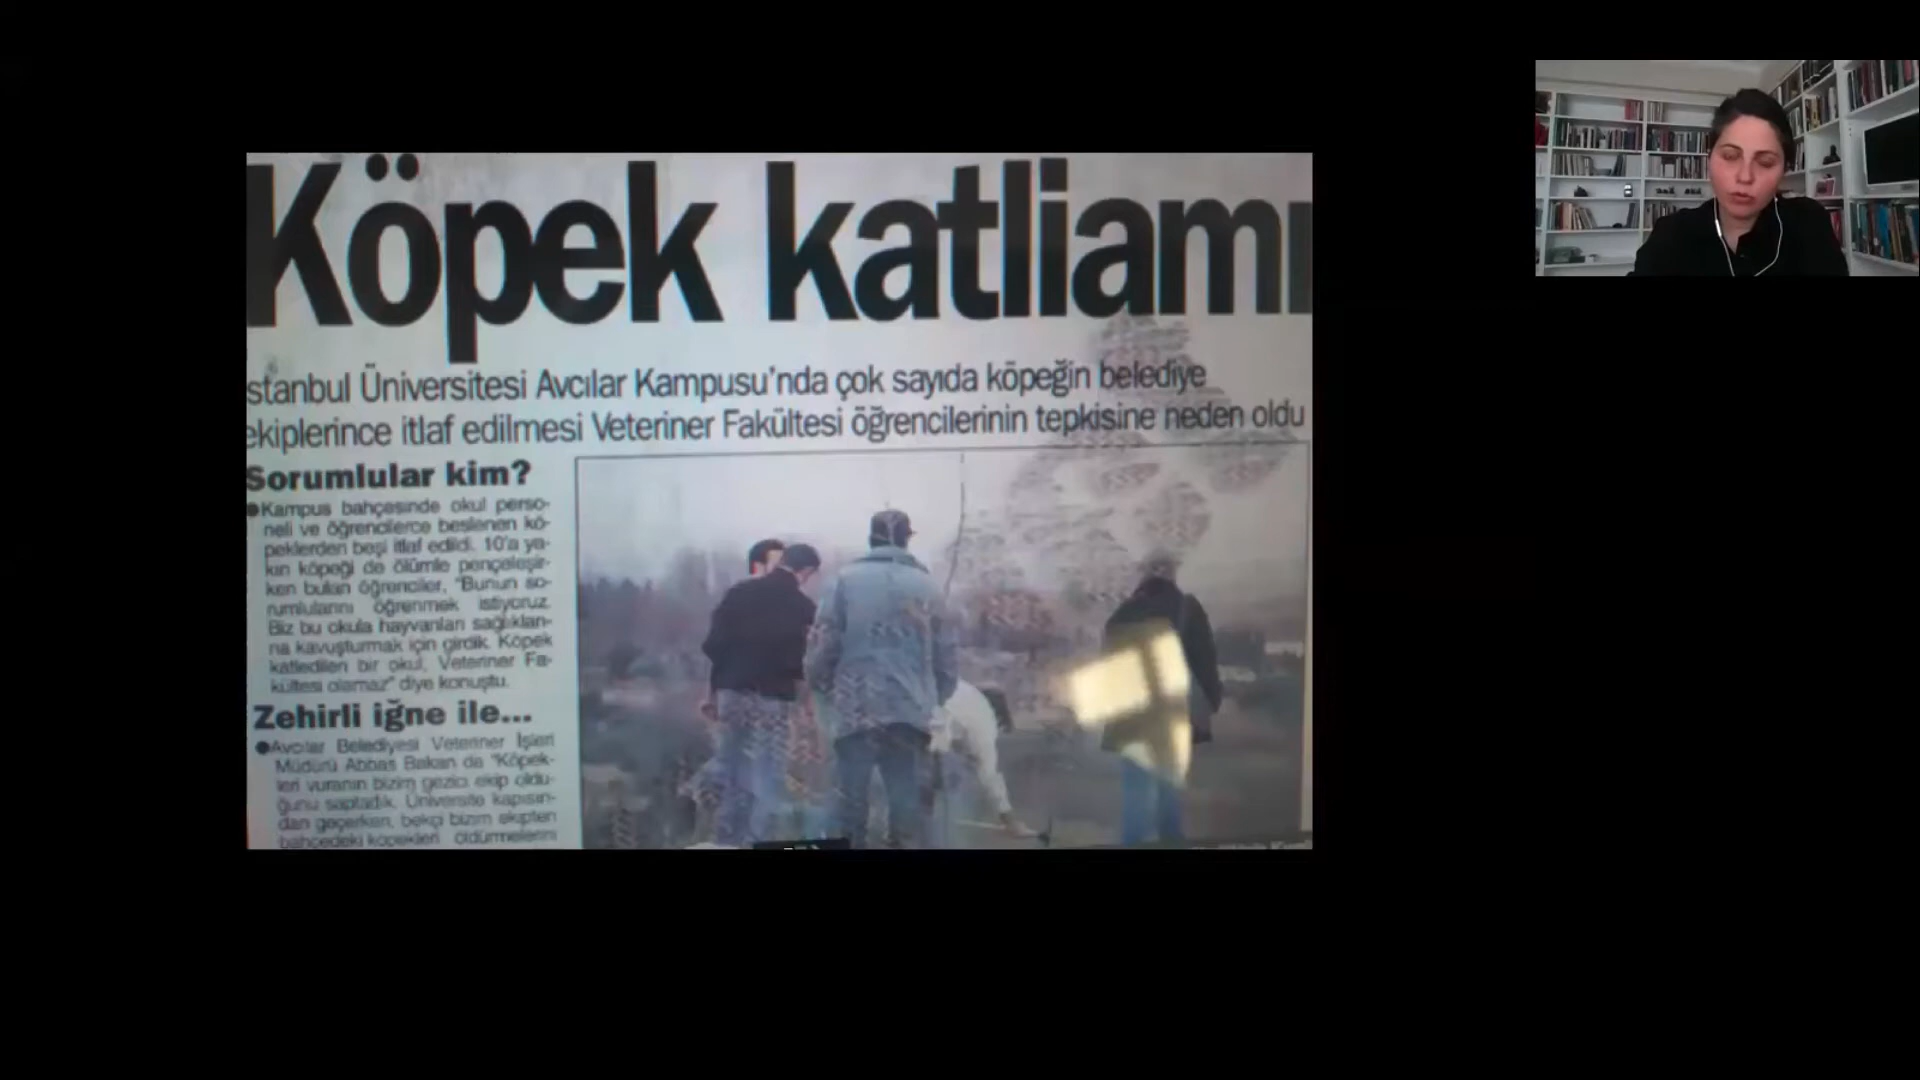 Köpek katliamı
stanbul Üniversitesi Avcılar Kampusu'nda çok sayıda köpeğin belediye
ekiplerince itlaf edilmesi Veteriner Fakültesi öğrencilerinin tepkisine neden oldu
Sorumlular kim?
●Kampus bahçesinde okul perso-
neli ve öğrencilerce beslenen kö-
peklerden beşi itlaf edildi. 10'a ya-
kın köpeği de ölümle pençeleşir-
ken bulan öğrenciler, "Bunun so-
rumlularını öğrenmek istiyoruz.
Biz bu okula hayvanları sağlıkları-
na kavuşturmak için girdik. Köpek
katledilen bir okul, Veteriner Fa-
kültesi olamaz" diye konuştu.
Zehirli iğne ile...
●Avcılar Belediyesi Veteriner İşleri
Müdürü Abbas Bakan da "Köpek-
leri vuranın bizim gezici ekip oldu-
ğunu saptadık. Üniversite kapısın-
dan geçerken, bekçi bizim ekipten
bahçedeki köpekleri öldürmelerini